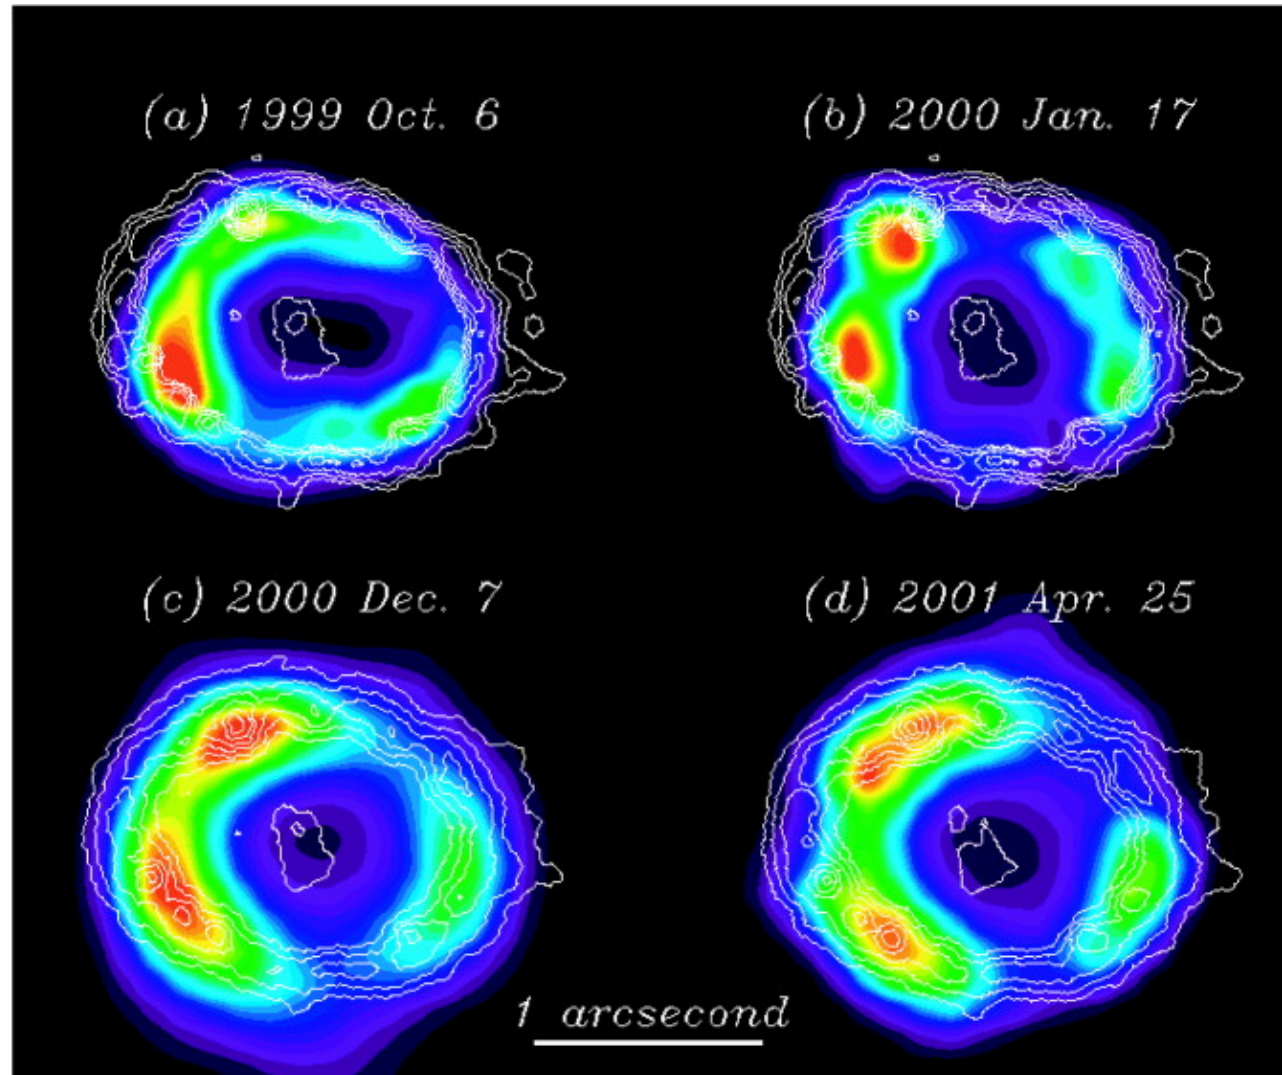 (a) 1999 Oct. 6
(b) 2000 Jan. 17
(c) 2000 Dec. 7
(d) 2001 Apr. 25
1 arcsecond